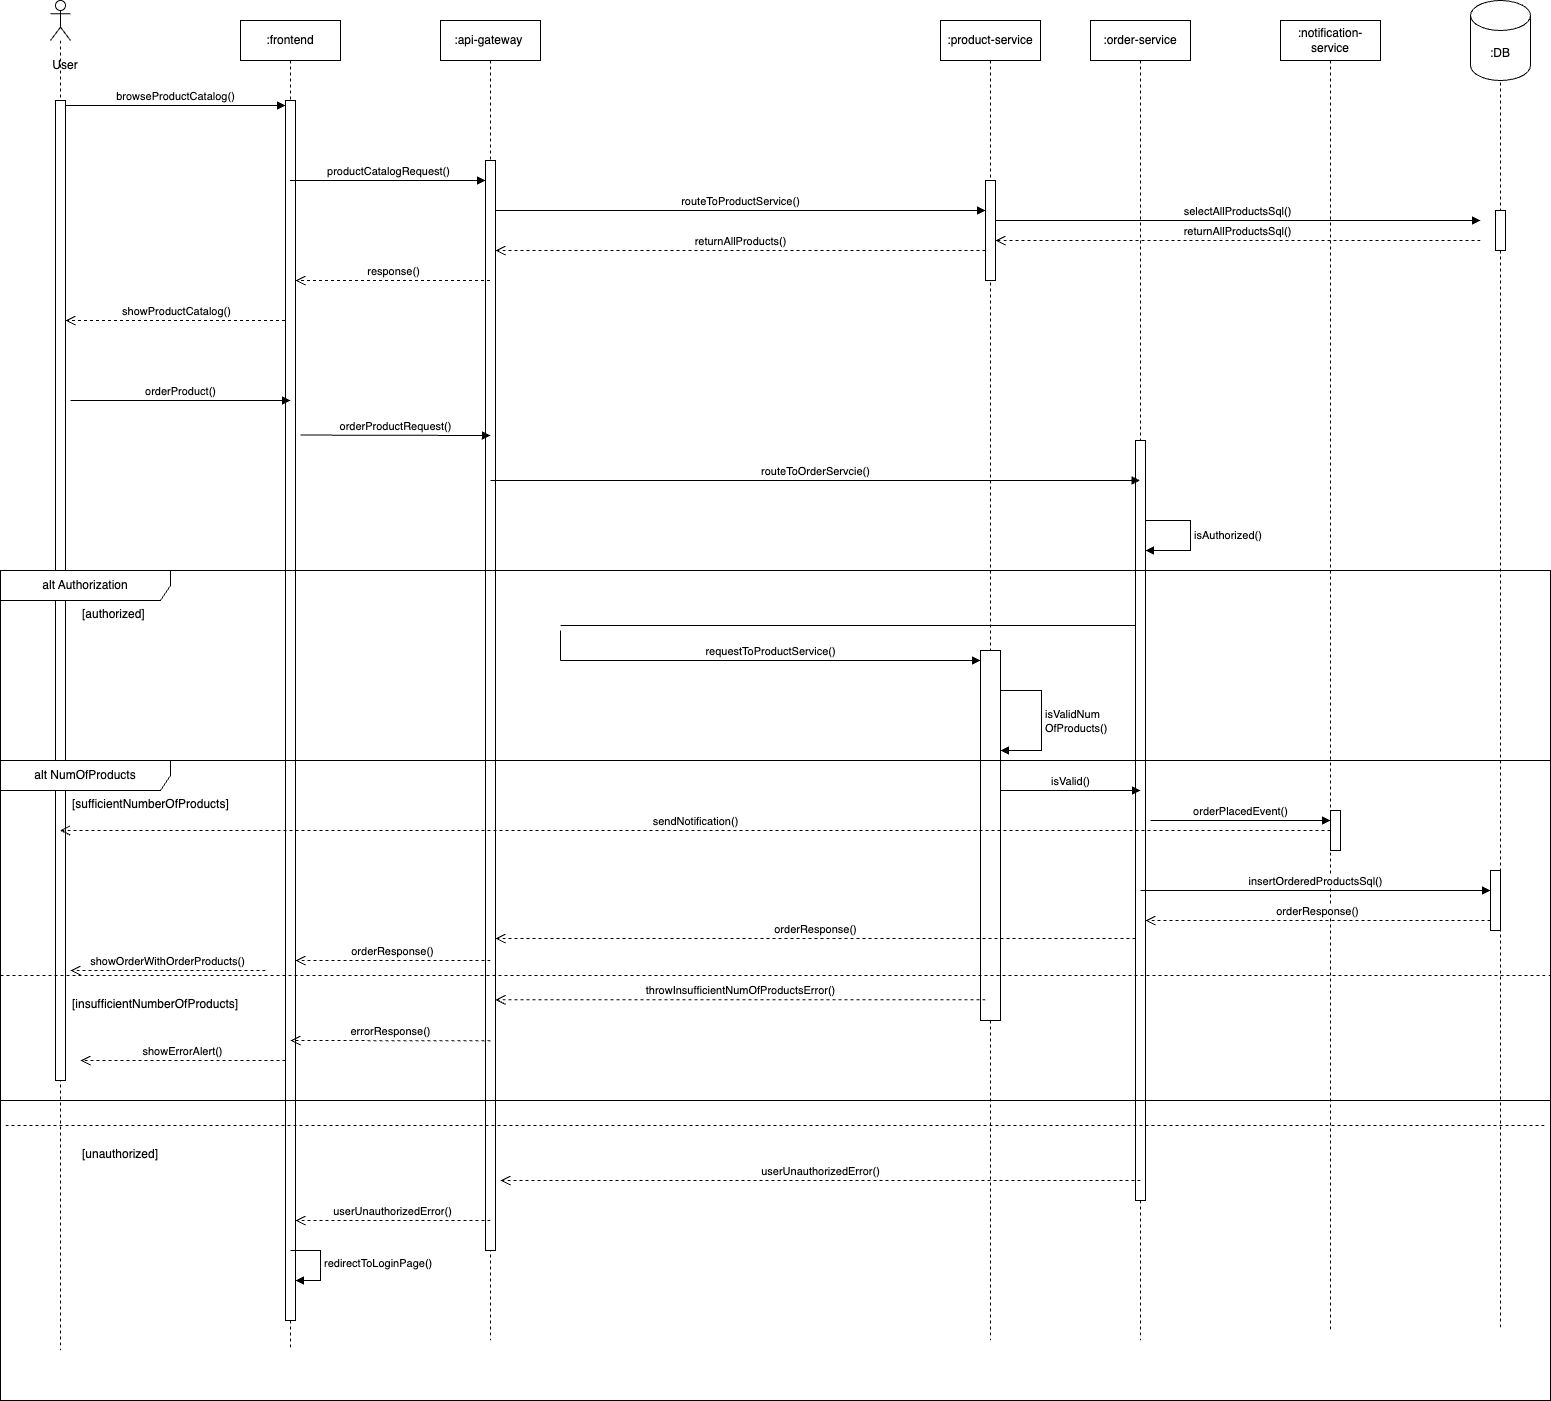 User
:frontend
:api-gateway
:product-service
:order-service
:notification-
service
:DB
browseProductCatalog()
productCatalogRequest()
routeToProductService()
selectAllProductsSql()
returnAllProductsSql()
returnAllProducts()
response()
showProductCatalog()
orderProduct()
orderProductRequest()
routeToOrderServcie()
isAuthorized()
alt Authorization
[authorized]
requestToProductService()
isValidNum
OfProducts()
alt NumOfProducts
isValid()
[sufficientNumberOfProducts]
orderPlacedEvent()
sendNotification()
insertOrderedProductsSql()
orderResponse()
orderResponse()
orderResponse()
showOrderWithOrderProducts()
throwInsufficientNumOfProductsError()
[insufficientNumberOfProducts]
errorResponse()
showErrorAlert()
[unauthorized]
userUnauthorizedError()
userUnauthorizedError()
redirectToLoginPage()